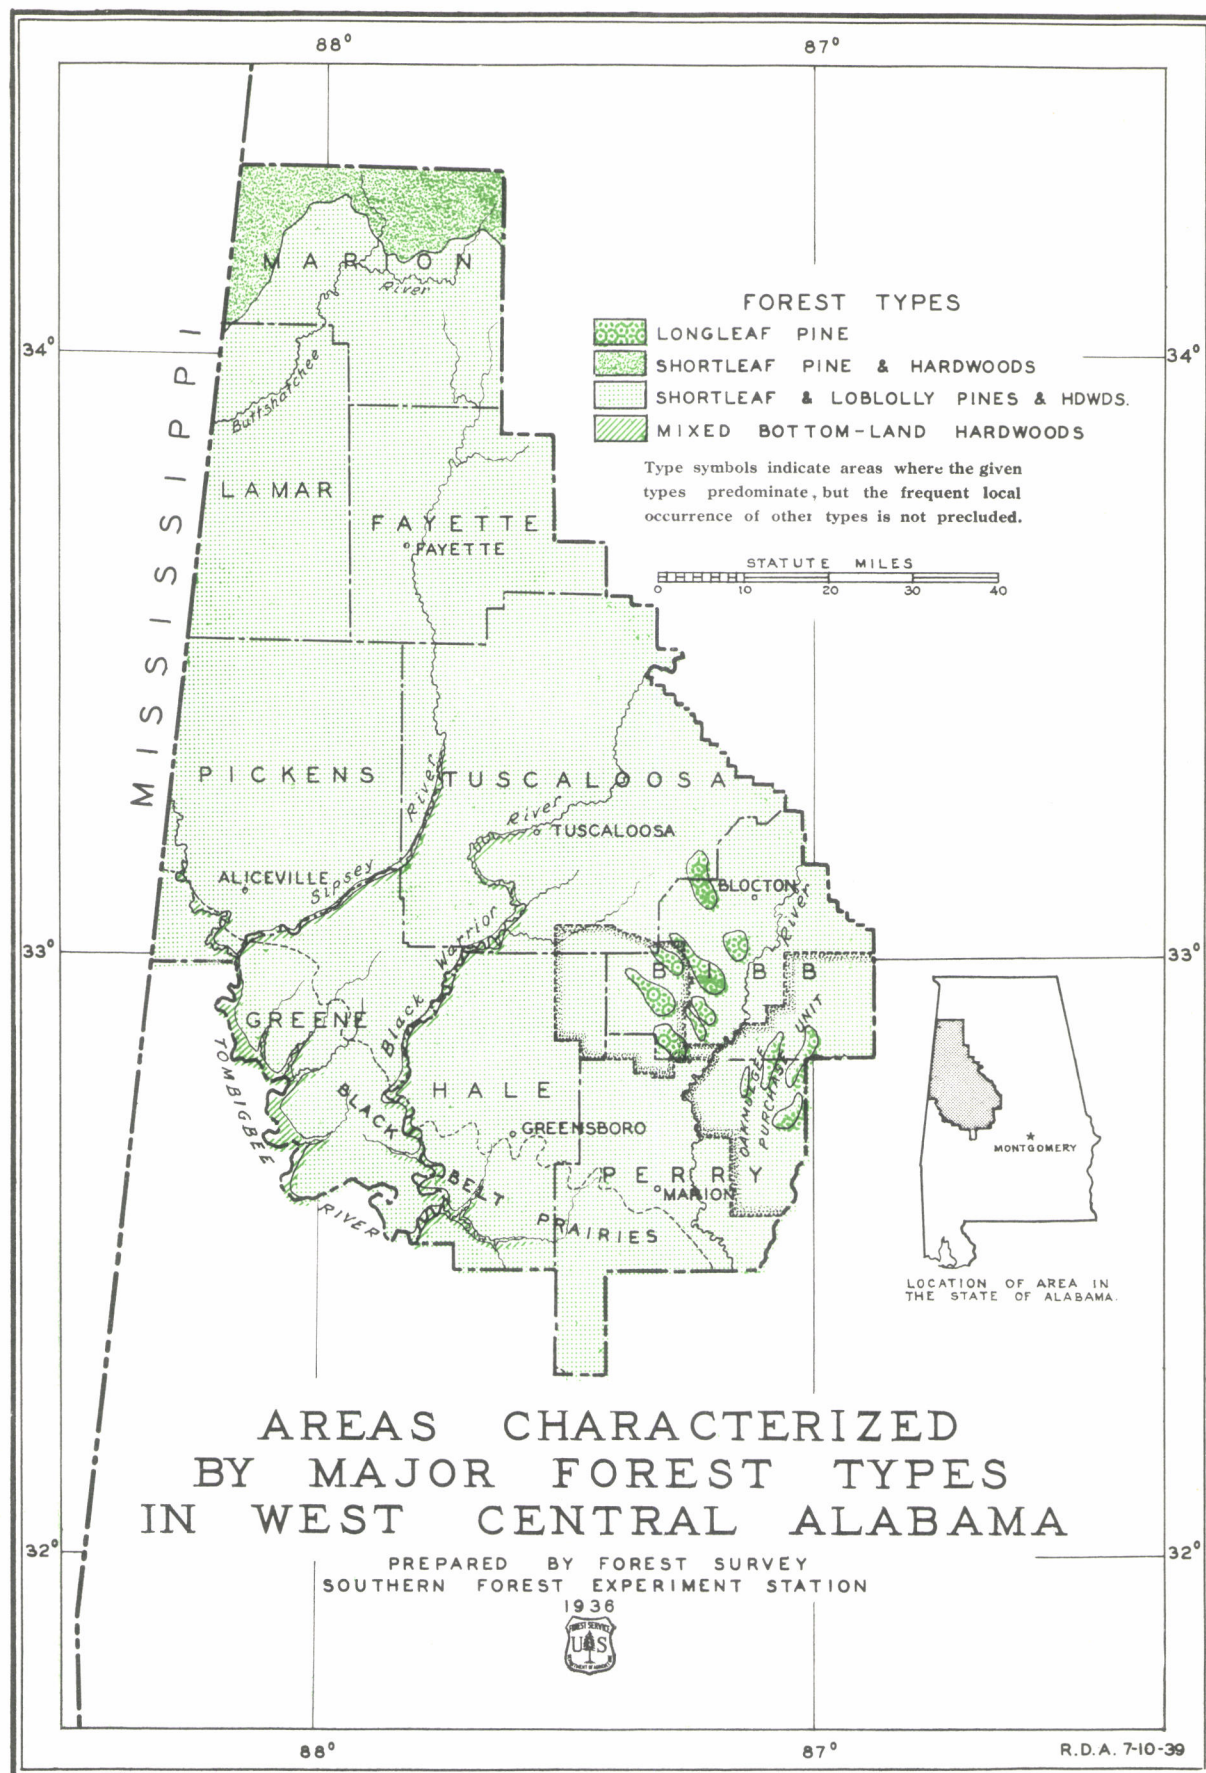 88° 87°
MARION
River
MISSISSIPPI
FOREST TYPES
LONGLEAF PINE
34° 34°
SHORTLEAF PINE & HARDWOODS
SHORTLEAF & LOBLOLLY PINES & HDWDS.
Buttahatchee
MIXED BOTTOM-LAND HARDWOODS
Type symbols indicate areas where the given
types predominate, but the frequent local
occurrence of other types is not precluded.
LAMAR
FAYETTE
FAYETTE
STATUTE MILES
0 10 20 30 40
PICKENS
TUSCALOOSA
River
River
TUSCALOOSA
ALICEVILLE
Sipsey
BLOCTON
River
Warrior
33° 33°
BIBB
GREENE
Black
UNIT
OAKMULGEE
PURCHASE
TOMBIGBEE
HALE
BLACK
GREENSBORO
MONTGOMERY
PERRY
MARION
BELT
RIVER
PRAIRIES
LOCATION OF AREA IN
THE STATE OF ALABAMA.
AREAS CHARACTERIZED
BY MAJOR FOREST TYPES
IN WEST CENTRAL ALABAMA
32° 32°
PREPARED BY FOREST SURVEY
SOUTHERN FOREST EXPERIMENT STATION
1936
FOREST SERVICE
U S
DEPARTMENT OF AGRICULTURE
88° 87°
R.D.A. 7-10-39